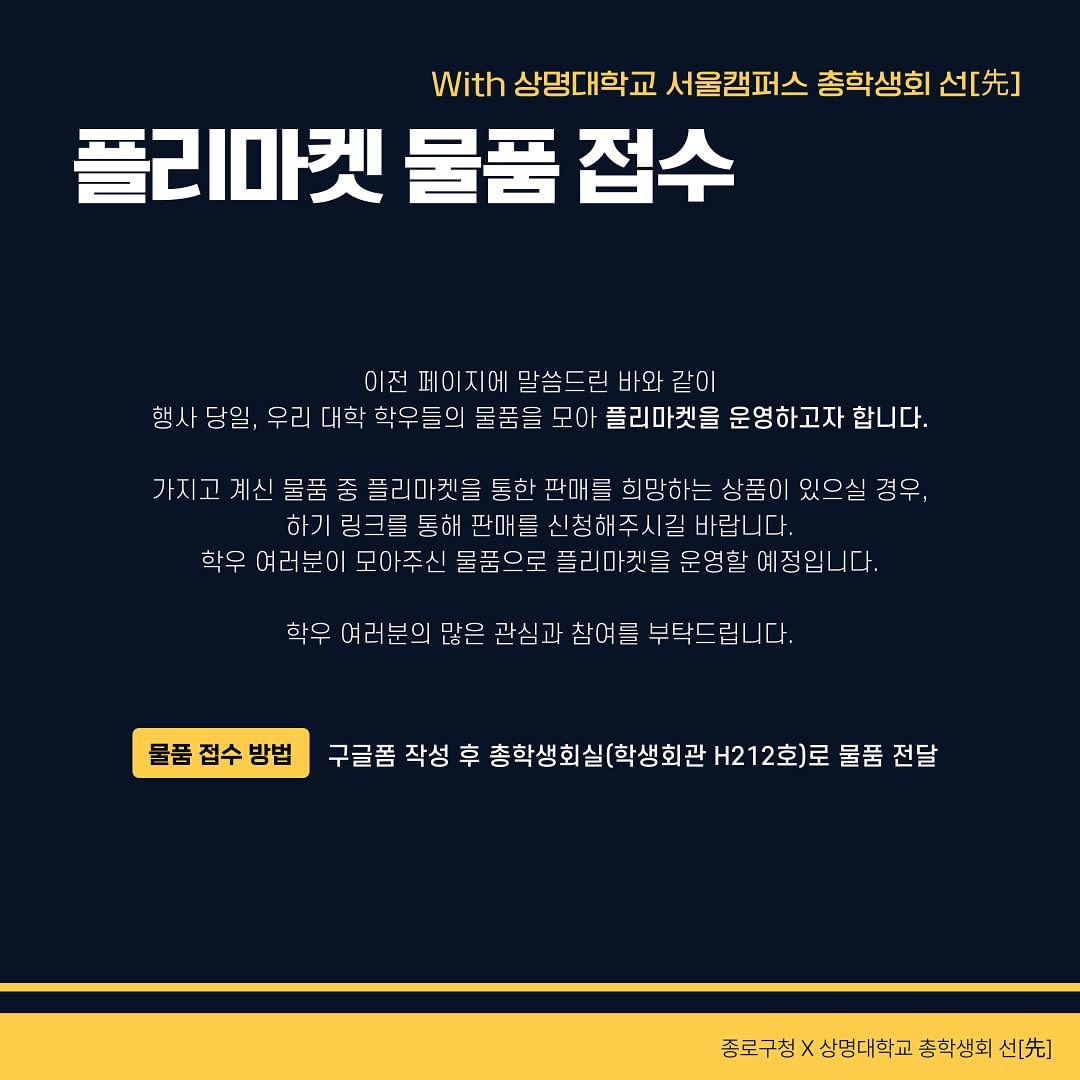 With 상명대학교 서울캠퍼스 총학생회 선[先]
플리마켓 물품 접수
이전 페이지에 말씀드린 바와 같이
행사 당일, 우리 대학 학우들의 물품을 모아 플리마켓을 운영하고자 합니다.
가지고 계신 물품 중 플리마켓을 통한 판매를 희망하는 상품이 있으실 경우,
하기 링크를 통해 판매를 신청해주시길 바랍니다.
학우 여러분이 모아주신 물품으로 플리마켓을 운영할 예정입니다.
학우 여러분의 많은 관심과 참여를 부탁드립니다.
물품 접수 방법 구글폼 작성 후 총학생회실(학생회관 H212호)로 물품 전달
종로구청 X 상명대학교 총학생회 선[先]